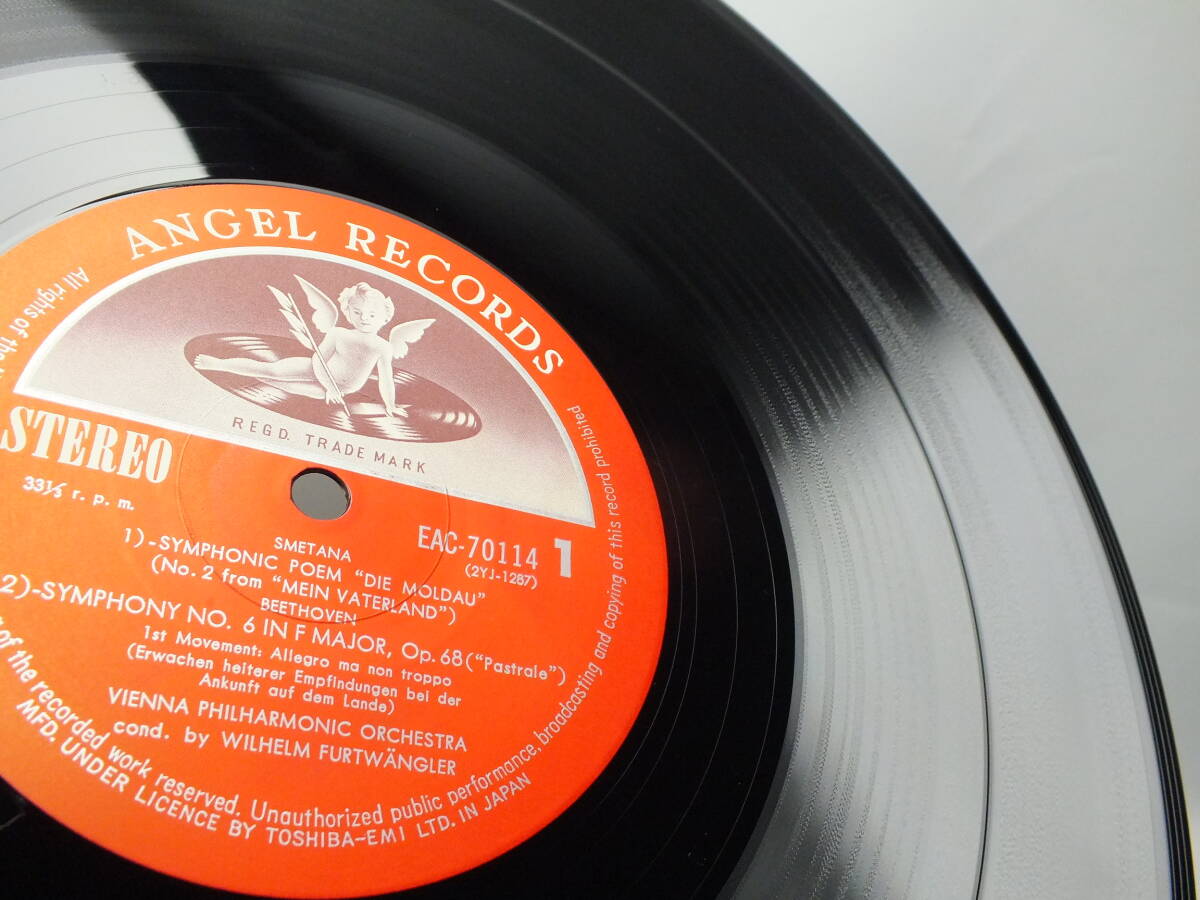 ANGEL RECORDS
REGD. TRADE MARK
STEREO
33⅓ r. p. m.
EAC-70114 1
(2YJ-1287)
SMETANA
1)-SYMPHONIC POEM "DIE MOLDAU"
(No. 2 from "MEIN VATERLAND")
BEETHOVEN
2)-SYMPHONY NO. 6 IN F MAJOR, Op. 68 ("Pastrale")
1st Movement: Allegro ma non troppo
(Erwachen heiterer Empfindungen bei der
Ankunft auf dem Lande)
VIENNA PHILHARMONIC ORCHESTRA
cond. by WILHELM FURTWÄNGLER
All rights of the
of the recorded work reserved. Unauthorized public performance, broadcasting and copying of this record prohibited
MFD. UNDER LICENCE BY TOSHIBA-EMI LTD. IN JAPAN